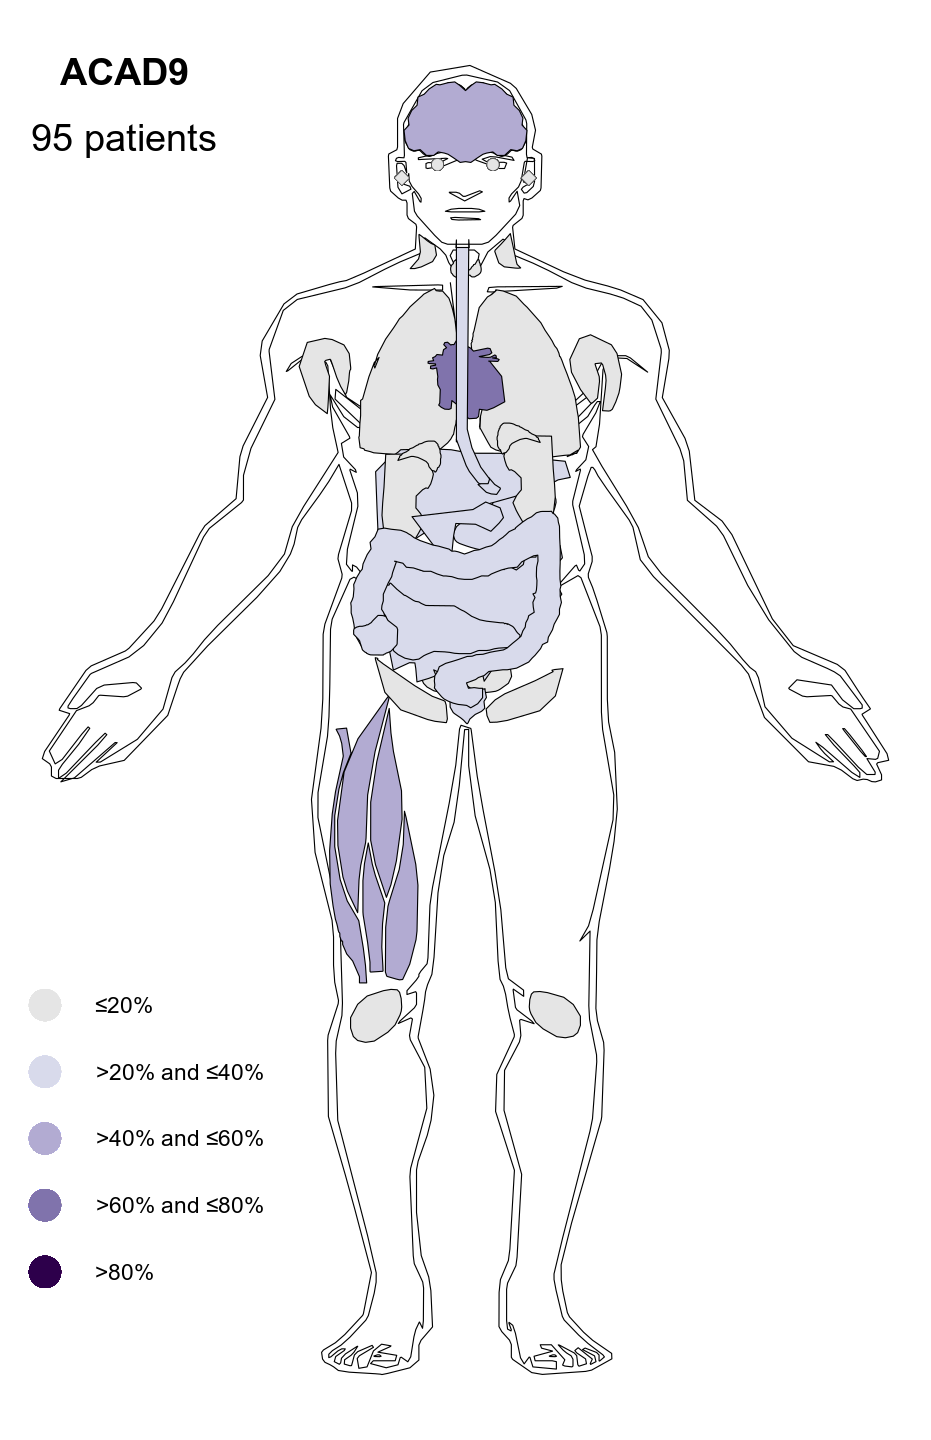 ACAD9
95 patients
≤20%
>20% and ≤40%
>40% and ≤60%
>60% and ≤80%
>80%